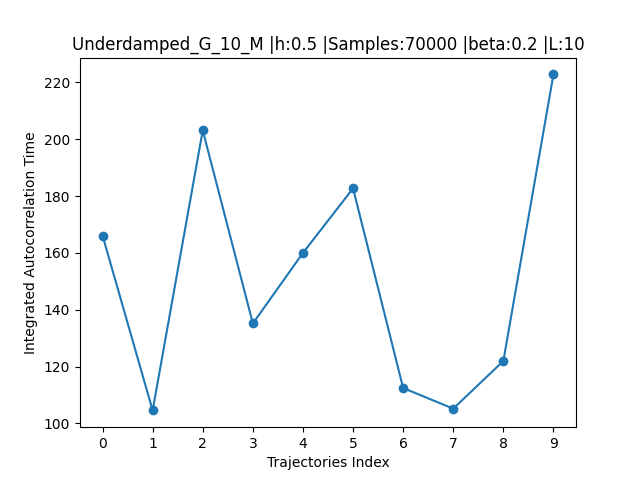 Underdamped_G_10_M |h:0.5 |Samples:70000 |beta:0.2 |L:10
Integrated Autocorrelation Time
220
200
180
160
140
120
100
0 1 2 3 4 5 6 7 8 9
Trajectories Index